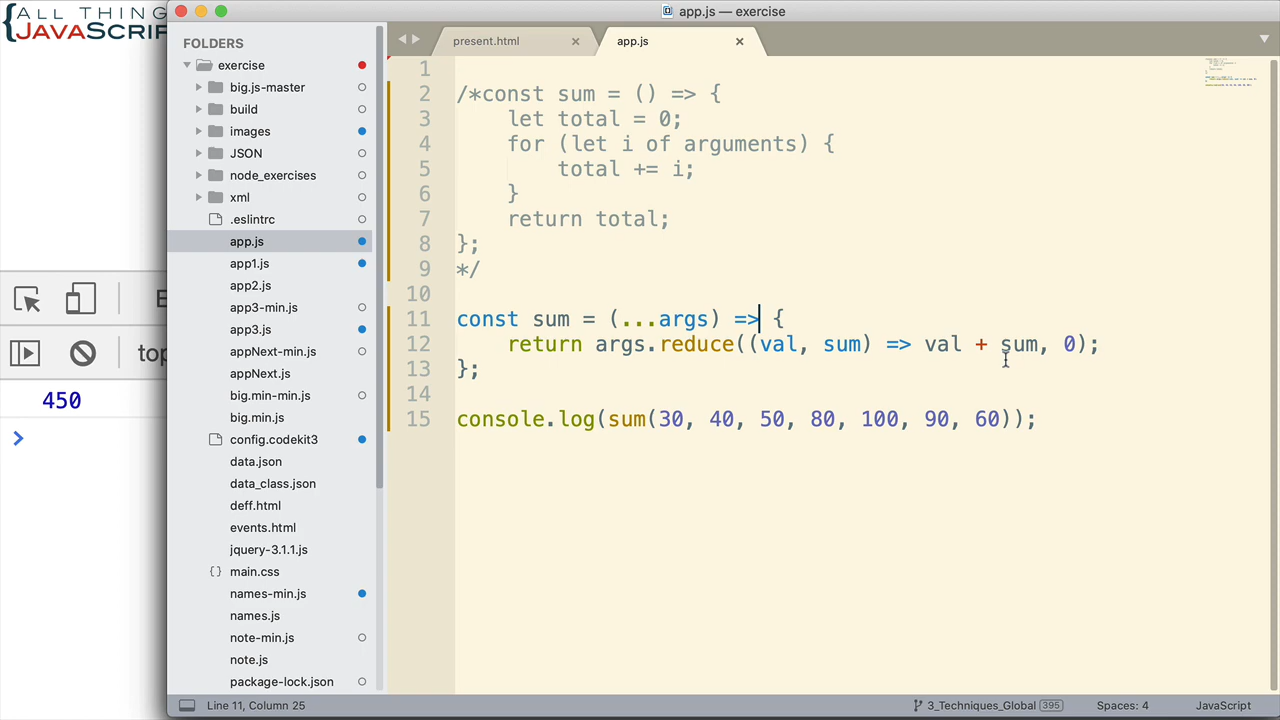 {ALL THING
JAVASCRIP
top
450
app.js — exercise
FOLDERS
exercise
big.js-master
build
images
JSON
node_exercises
xml
.eslintrc
app.js
app1.js
app2.js
app3-min.js
app3.js
appNext-min.js
appNext.js
big.min-min.js
big.min.js
config.codekit3
data.json
data_class.json
deff.html
events.html
jquery-3.1.1.js
main.css
names-min.js
names.js
note-min.js
note.js
package-lock.json
present.html
app.js
1
2 /*const sum = () => {
3 let total = 0;
4 for (let i of arguments) {
5 total += i;
6 }
7 return total;
8 };
9 */
10
11 const sum = (...args) => {
12 return args.reduce((val, sum) => val + sum, 0);
13 };
14
15 console.log(sum(30, 40, 50, 80, 100, 90, 60));
Line 11, Column 25
3_Techniques_Global 395
Spaces: 4
JavaScript